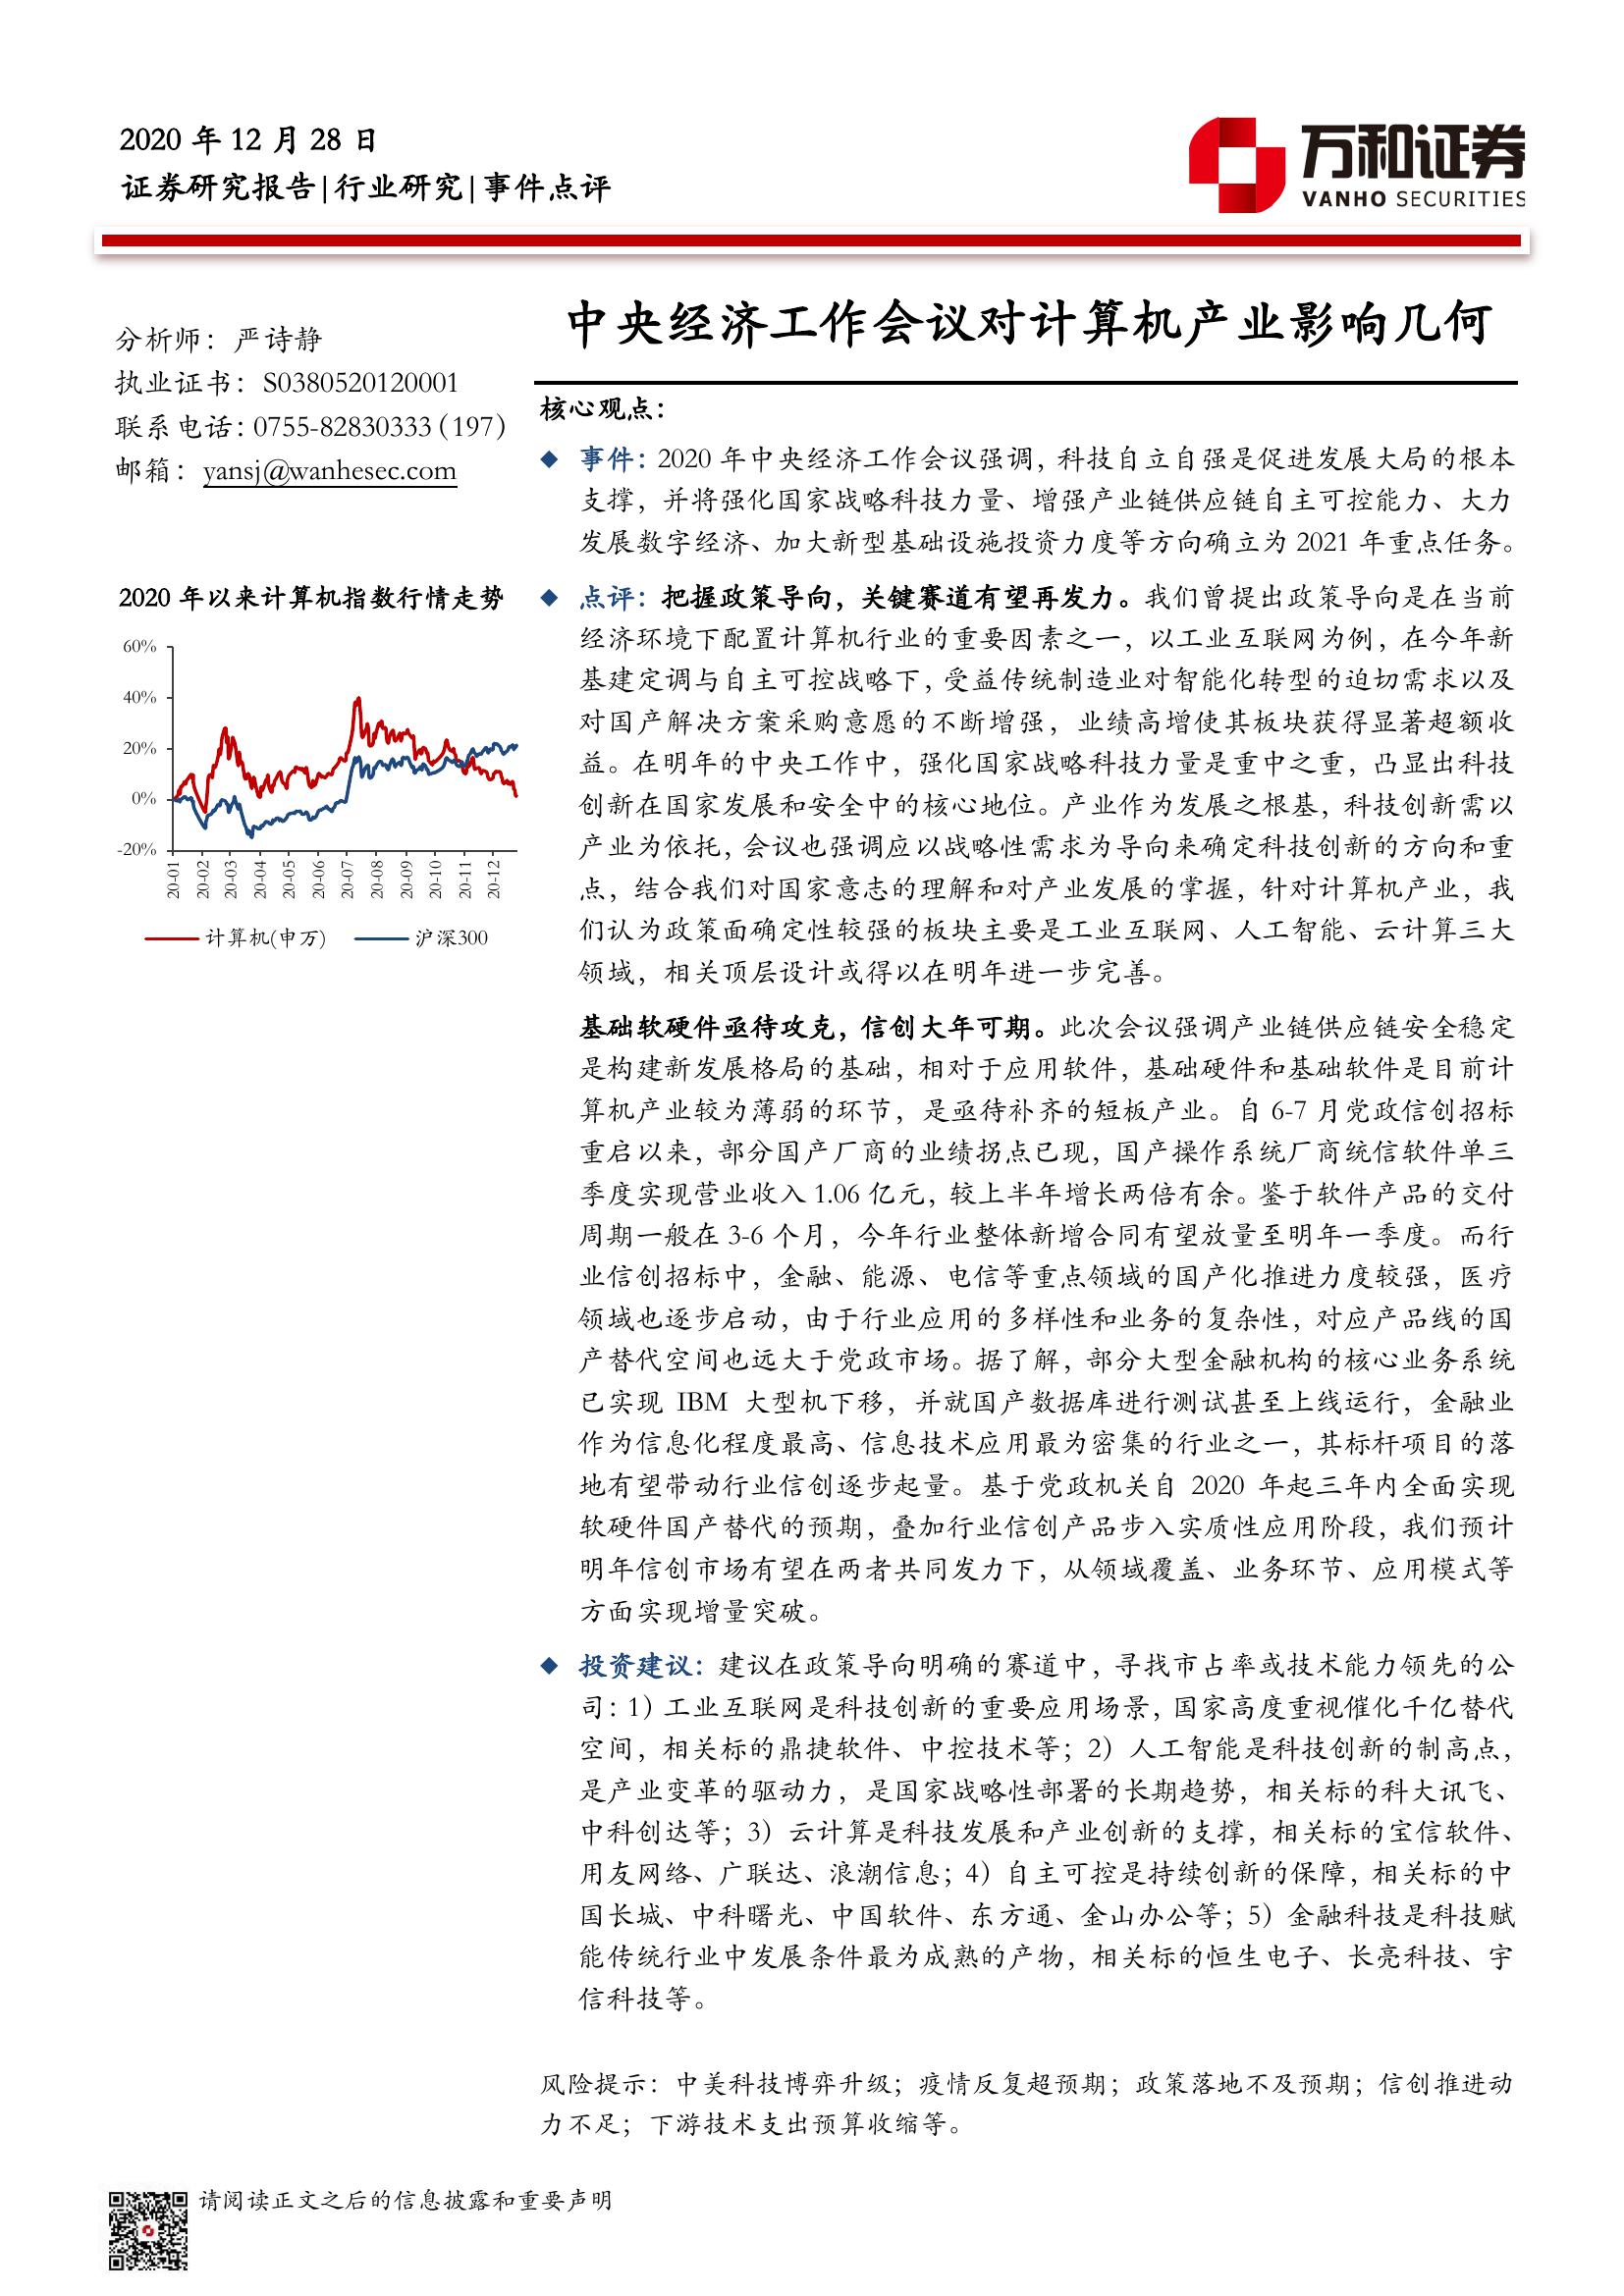 2020 年 12 月 28 日
证券研究报告|行业研究|事件点评
万和证券
VANHO SECURITIES
分析师：严诗静
执业证书：S0380520120001
联系电话：0755-82830333（197）
邮箱：yansj@wanhesec.com
2020 年以来计算机指数行情走势
60%
40%
20%
0%
-20%
20-01
20-02
20-03
20-04
20-05
20-06
20-07
20-08
20-09
20-10
20-11
20-12
计算机(申万)
沪深300
中央经济工作会议对计算机产业影响几何
核心观点：
◆ 事件：2020 年中央经济工作会议强调，科技自立自强是促进发展大局的根本
支撑，并将强化国家战略科技力量、增强产业链供应链自主可控能力、大力
发展数字经济、加大新型基础设施投资力度等方向确立为 2021 年重点任务。
◆ 点评：把握政策导向，关键赛道有望再发力。我们曾提出政策导向是在当前
经济环境下配置计算机行业的重要因素之一，以工业互联网为例，在今年新
基建定调与自主可控战略下，受益传统制造业对智能化转型的迫切需求以及
对国产解决方案采购意愿的不断增强，业绩高增使其板块获得显著超额收
益。在明年的中央工作中，强化国家战略科技力量是重中之重，凸显出科技
创新在国家发展和安全中的核心地位。产业作为发展之根基，科技创新需以
产业为依托，会议也强调应以战略性需求为导向来确定科技创新的方向和重
点，结合我们对国家意志的理解和对产业发展的掌握，针对计算机产业，我
们认为政策面确定性较强的板块主要是工业互联网、人工智能、云计算三大
领域，相关顶层设计或得以在明年进一步完善。
基础软硬件亟待攻克，信创大年可期。此次会议强调产业链供应链安全稳定
是构建新发展格局的基础，相对于应用软件，基础硬件和基础软件是目前计
算机产业较为薄弱的环节，是亟待补齐的短板产业。自 6-7 月党政信创招标
重启以来，部分国产厂商的业绩拐点已现，国产操作系统厂商统信软件单三
季度实现营业收入 1.06 亿元，较上半年增长两倍有余。鉴于软件产品的交付
周期一般在 3-6 个月，今年行业整体新增合同有望放量至明年一季度。而行
业信创招标中，金融、能源、电信等重点领域的国产化推进力度较强，医疗
领域也逐步启动，由于行业应用的多样性和业务的复杂性，对应产品线的国
产替代空间也远大于党政市场。据了解，部分大型金融机构的核心业务系统
已实现 IBM 大型机下移，并就国产数据库进行测试甚至上线运行，金融业
作为信息化程度最高、信息技术应用最为密集的行业之一，其标杆项目的落
地有望带动行业信创逐步起量。基于党政机关自 2020 年起三年内全面实现
软硬件国产替代的预期，叠加行业信创产品步入实质性应用阶段，我们预计
明年信创市场有望在两者共同发力下，从领域覆盖、业务环节、应用模式等
方面实现增量突破。
◆ 投资建议：建议在政策导向明确的赛道中，寻找市占率或技术能力领先的公
司：1）工业互联网是科技创新的重要应用场景，国家高度重视催化千亿替代
空间，相关标的鼎捷软件、中控技术等；2）人工智能是科技创新的制高点，
是产业变革的驱动力，是国家战略性部署的长期趋势，相关标的科大讯飞、
中科创达等；3）云计算是科技发展和产业创新的支撑，相关标的宝信软件、
用友网络、广联达、浪潮信息；4）自主可控是持续创新的保障，相关标的中
国长城、中科曙光、中国软件、东方通、金山办公等；5）金融科技是科技赋
能传统行业中发展条件最为成熟的产物，相关标的恒生电子、长亮科技、宇
信科技等。
风险提示：中美科技博弈升级；疫情反复超预期；政策落地不及预期；信创推进动
力不足；下游技术支出预算收缩等。
请阅读正文之后的信息披露和重要声明